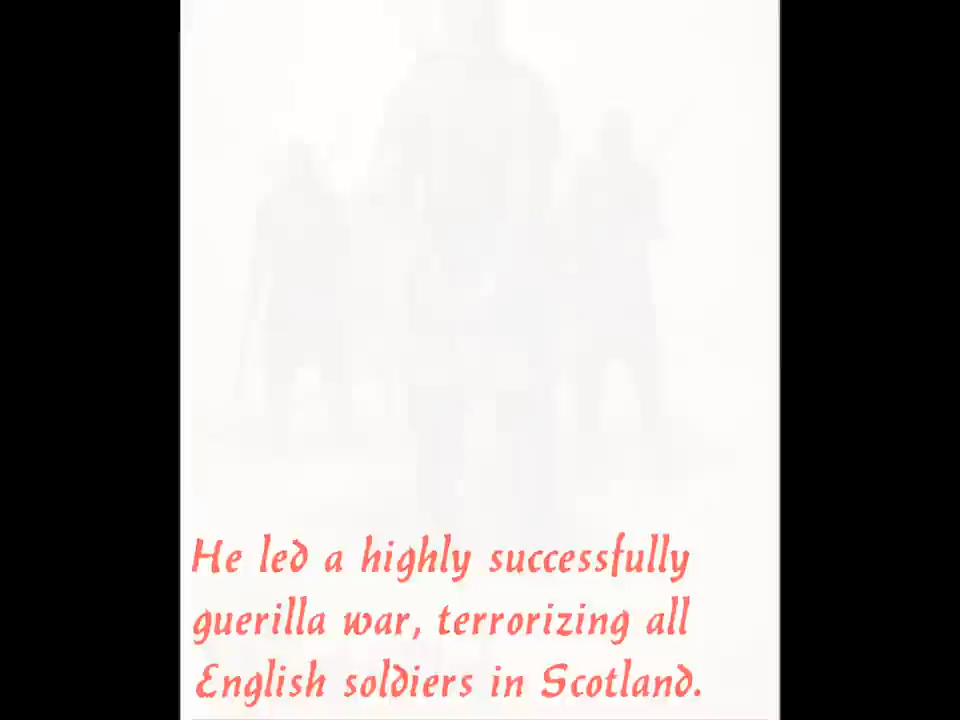 He led a highly successfully
guerilla war, terrorizing all
English soldiers in Scotland.